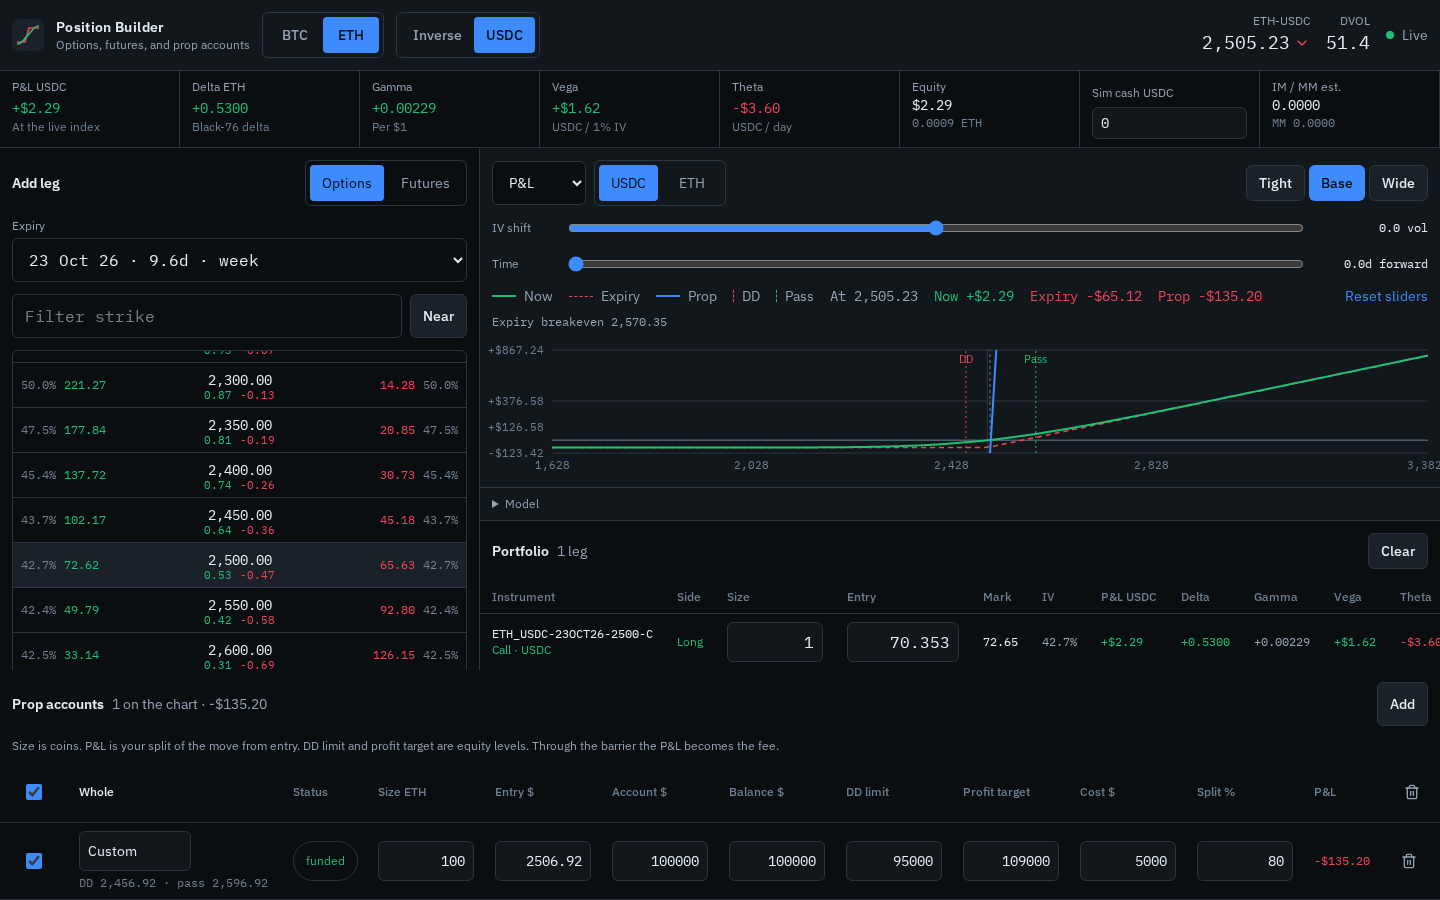 Position Builder
Options, futures, and prop accounts
BTC ETH
Inverse USDC
ETH-USDC DVOL
2,505.23 51.4 Live
P&L USDC
+$2.29
At the live index
Delta ETH
+0.5300
Black-76 delta
Gamma
+0.00229
Per $1
Vega
+$1.62
USDC / 1% IV
Theta
-$3.60
USDC / day
Equity
$2.29
0.0009 ETH
Sim cash USDC
0
IM / MM est.
0.0000
MM 0.0000
Add leg
Options Futures
Expiry
23 Oct 26 · 9.6d · week
Filter strike
Near
50.0% 221.27 2,300.00 14.28 50.0%
0.87 -0.13
47.5% 177.84 2,350.00 20.85 47.5%
0.81 -0.19
45.4% 137.72 2,400.00 30.73 45.4%
0.74 -0.26
43.7% 102.17 2,450.00 45.18 43.7%
0.64 -0.36
42.7% 72.62 2,500.00 65.63 42.7%
0.53 -0.47
42.4% 49.79 2,550.00 92.80 42.4%
0.42 -0.58
42.5% 33.14 2,600.00 126.15 42.5%
0.31 -0.69
P&L
USDC ETH
Tight Base Wide
IV shift 0.0 vol
Time 0.0d forward
Now Expiry Prop DD Pass At 2,505.23 Now +$2.29 Expiry -$65.12 Prop -$135.20 Reset sliders
Expiry breakeven 2,570.35
+$867.24
DD Pass
+$376.58
+$126.58
-$123.42
1,628 2,028 2,428 2,828 3,382
Model
Portfolio 1 leg
Clear
Instrument Side Size Entry Mark IV P&L USDC Delta Gamma Vega Theta
ETH_USDC-23OCT26-2500-C
Call · USDC
Long 1 70.353 72.65 42.7% +$2.29 +0.5300 +0.00229 +$1.62 -$3.60
Prop accounts 1 on the chart · -$135.20
Add
Size is coins. P&L is your split of the move from entry. DD limit and profit target are equity levels. Through the barrier the P&L becomes the fee.
Whole Status Size ETH Entry $ Account $ Balance $ DD limit Profit target Cost $ Split % P&L
Custom
DD 2,456.92 · pass 2,596.92
funded 100 2506.92 100000 100000 95000 109000 5000 80 -$135.20